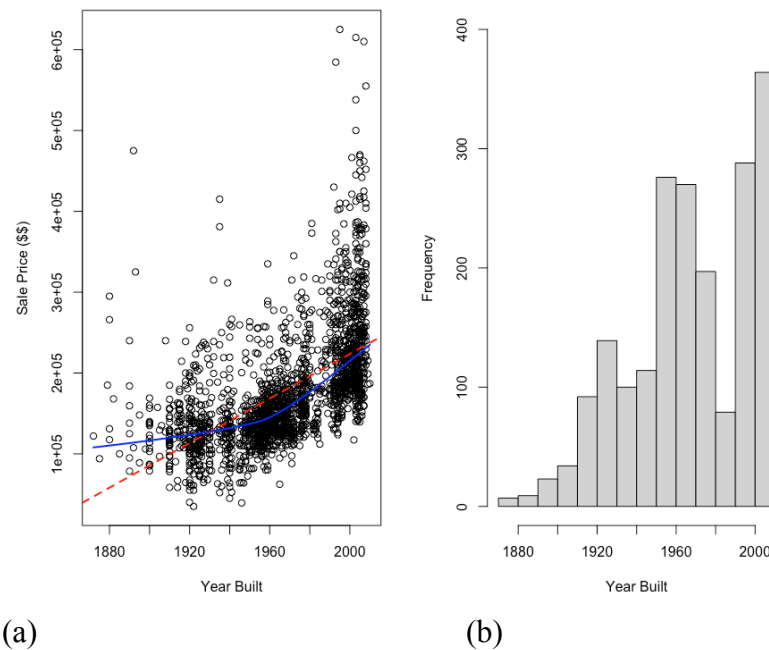 6e+05
5e+05
4e+05
3e+05
2e+05
1e+05
Sale Price ($$)
1880
1920
1960
2000
Year Built
(a)
400
300
200
100
0
Frequency
1880
1920
1960
2000
Year Built
(b)